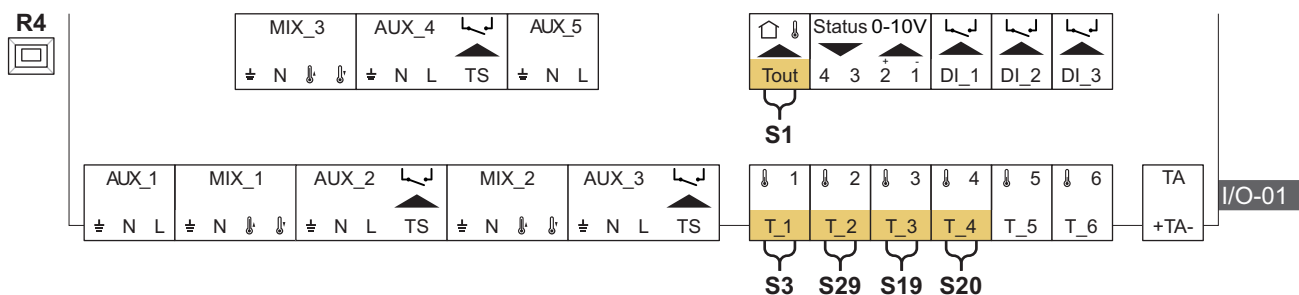 R4
MIX_3 AUX_4 AUX_5 Status 0-10V
+ -
N N L TS N L Tout 4 3 2 1 DI_1 DI_2 DI_3
S1
AUX_1 MIX_1 AUX_2 MIX_2 AUX_3 1 2 3 4 5 6 TA
I/O-01
N L N N L TS N N L TS T_1 T_2 T_3 T_4 T_5 T_6 +TA-
S3 S29 S19 S20